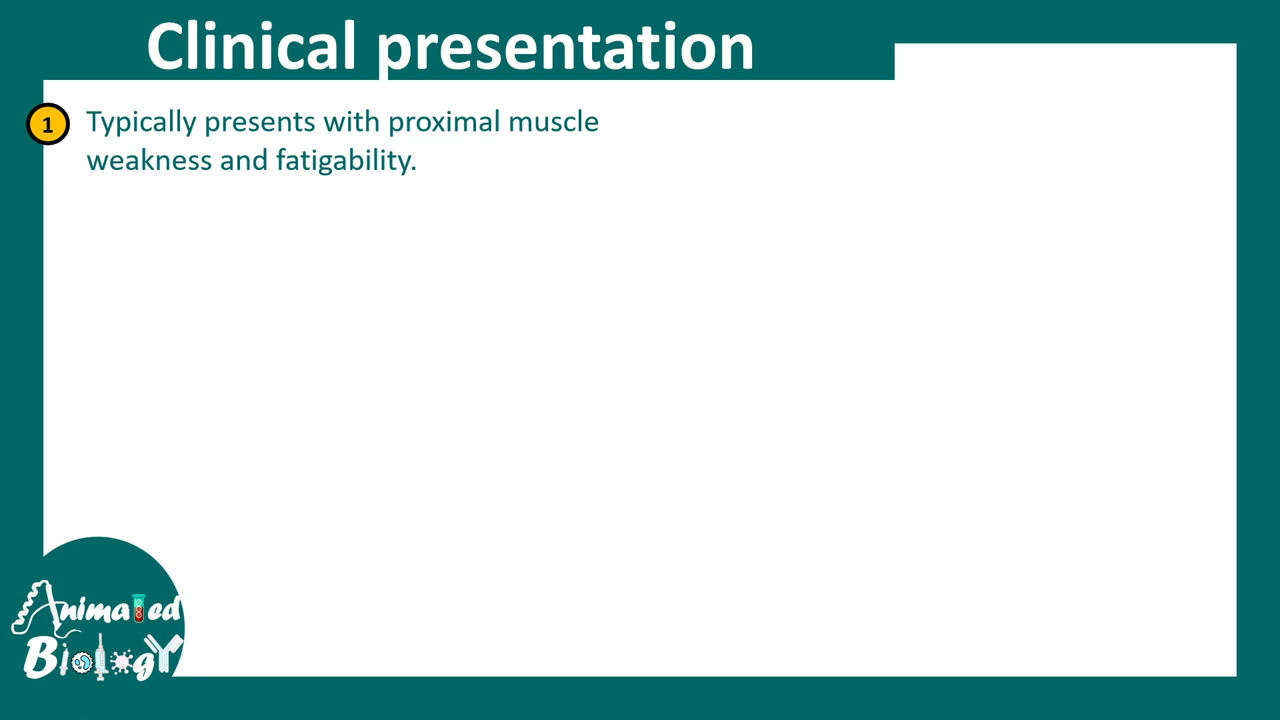 Clinical presentation
1 Typically presents with proximal muscle
weakness and fatigability.
Animated
Biology